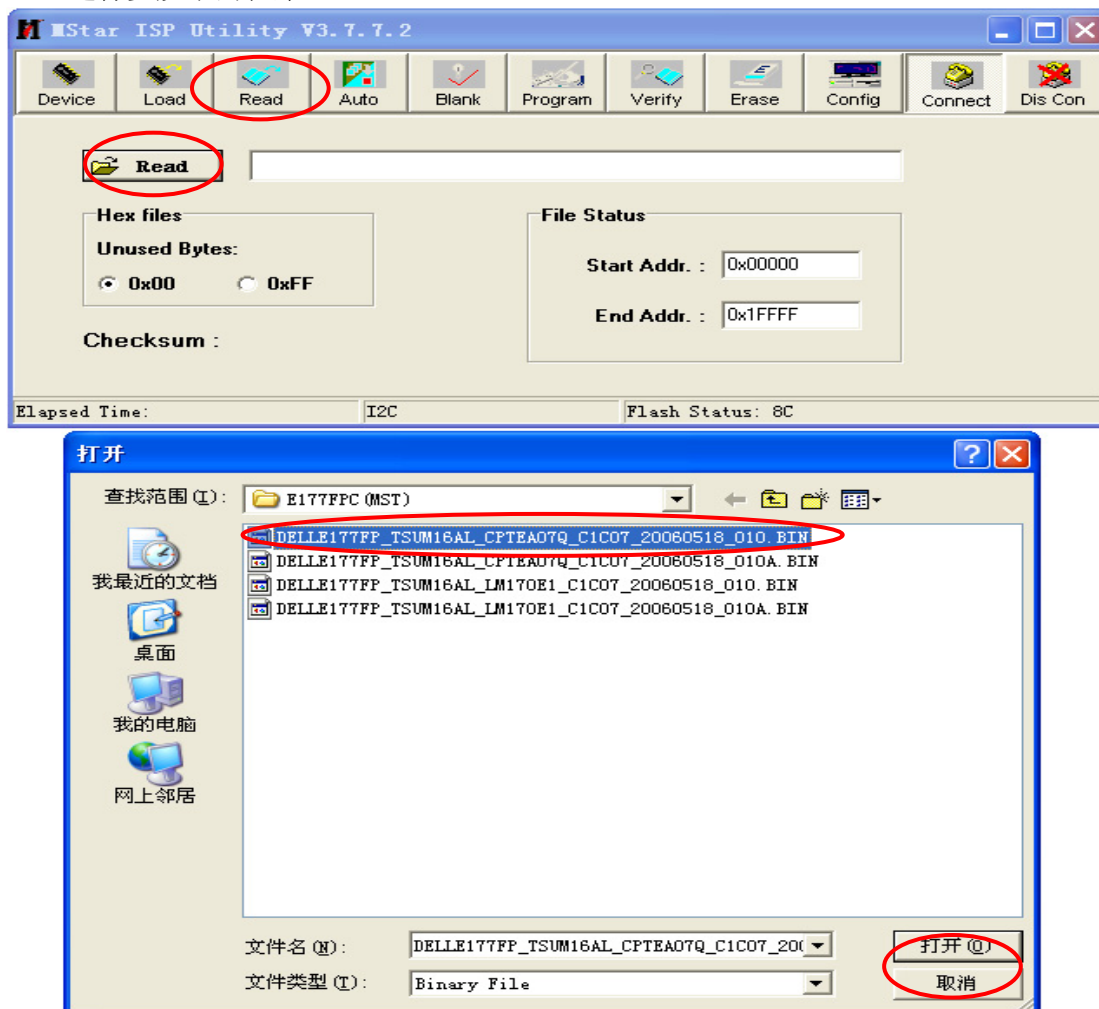 MStar ISP Utility V3.7.7.2
Device Load Read Auto Blank Program Verify Erase Config Connect Dis Con
Read
Hex files
Unused Bytes:
0x00 0xFF
Checksum :
File Status
Start Addr. : 0x00000
End Addr. : 0x1FFFF
Elapsed Time: I2C Flash Status: 8C
打开
查找范围(I): E177FPC(MST)
我最近的文档
桌面
我的电脑
网上邻居
DELLE177FP_TSUM16AL_CPTEA07Q_C1C07_20060518_010.BIN
DELLE177FP_TSUM16AL_CPTEA07Q_C1C07_20060518_010A.BIN
DELLE177FP_TSUM16AL_LM170E1_C1C07_20060518_010.BIN
DELLE177FP_TSUM16AL_LM170E1_C1C07_20060518_010A.BIN
文件名(N): DELLE177FP_TSUM16AL_CPTEA07Q_C1C07_200 打开(O)
文件类型(T): Binary File 取消